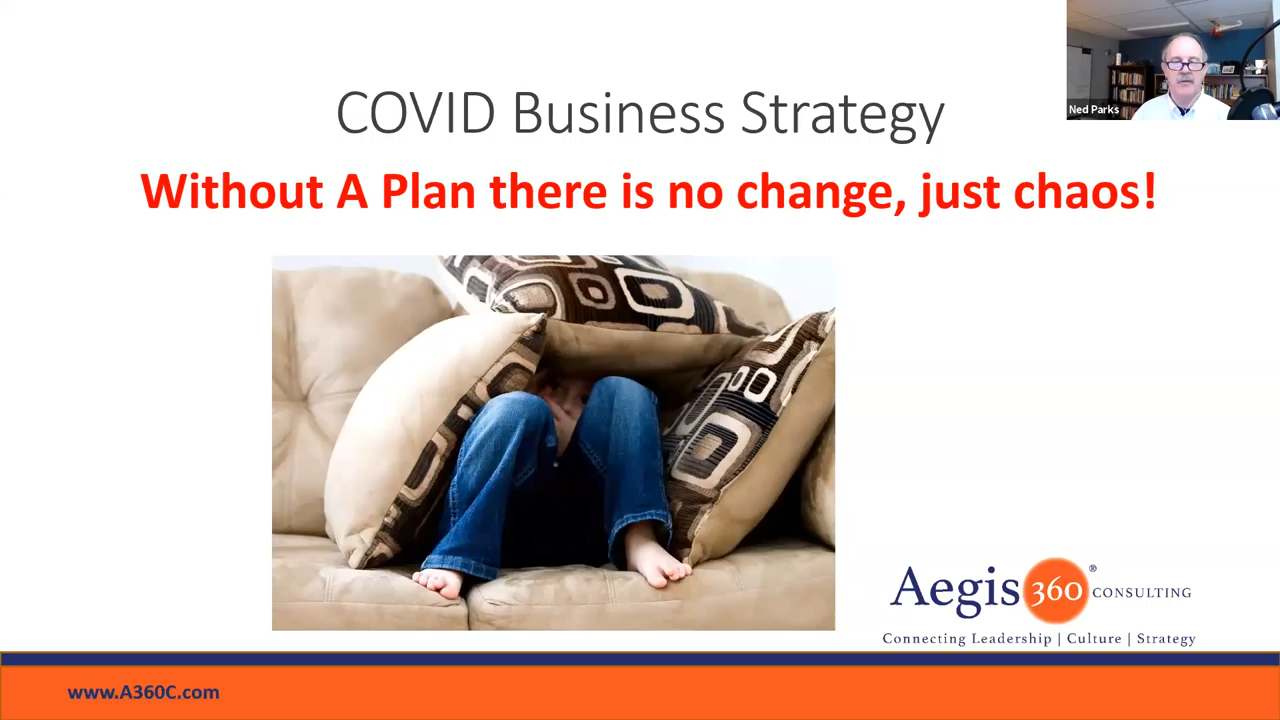 Ned Parks
COVID Business Strategy
Without A Plan there is no change, just chaos!
Aegis 360® CONSULTING
Connecting Leadership | Culture | Strategy
www.A360C.com